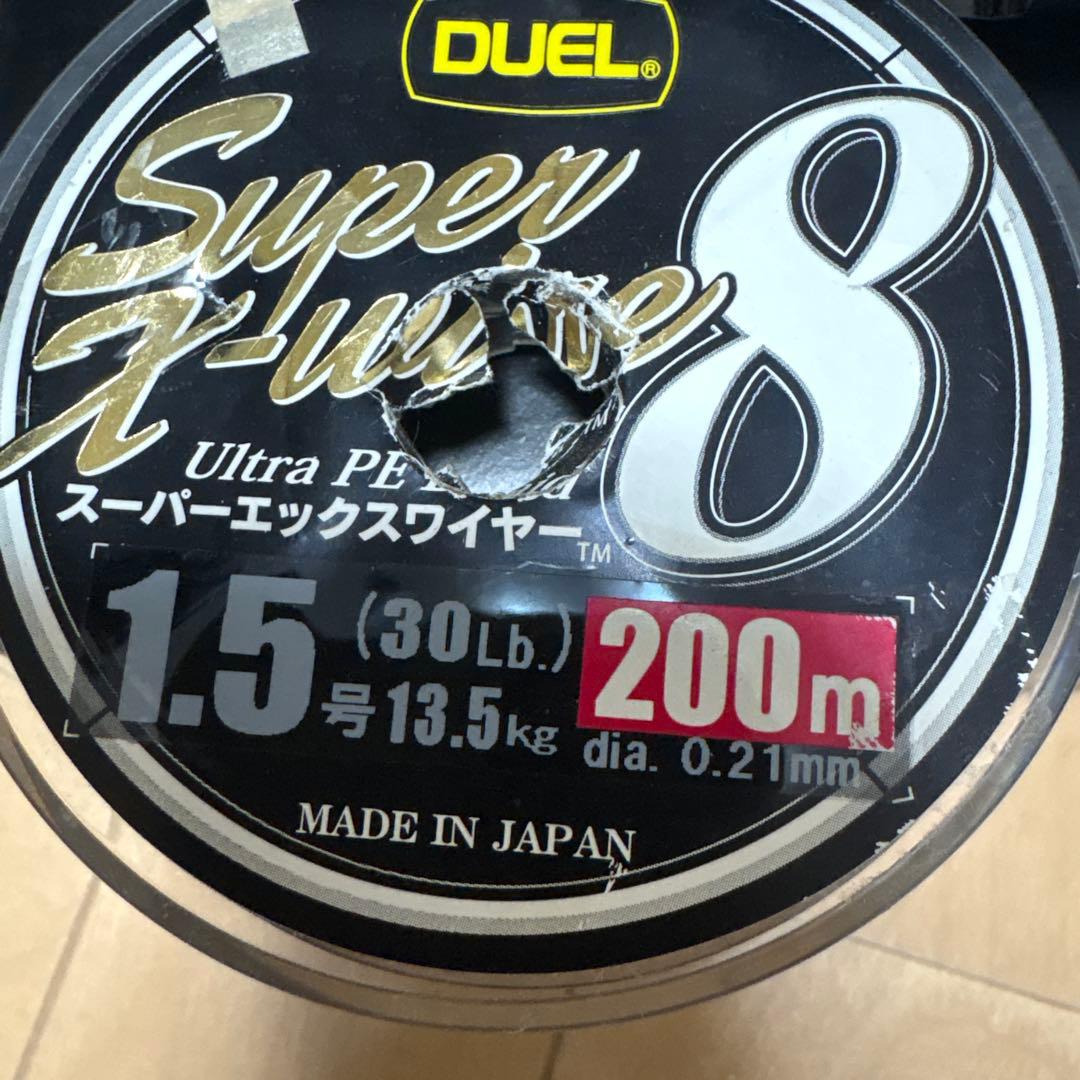 DUEL®
Super
X-wire 8
Ultra PE
スーパーエックスワイヤー™
1.5号 (30Lb.) 13.5kg 200m
dia. 0.21mm
MADE IN JAPAN